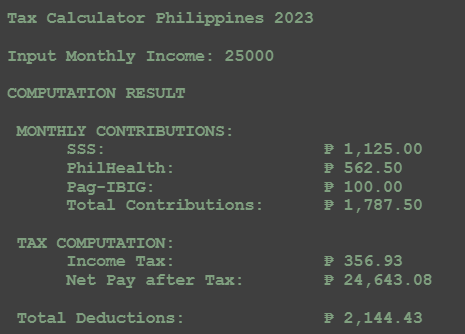 Tax Calculator Philippines 2023
Input Monthly Income: 25000
COMPUTATION RESULT
MONTHLY CONTRIBUTIONS:
SSS: ₱ 1,125.00
PhilHealth: ₱ 562.50
Pag-IBIG: ₱ 100.00
Total Contributions: ₱ 1,787.50
TAX COMPUTATION:
Income Tax: ₱ 356.93
Net Pay after Tax: ₱ 24,643.08
Total Deductions: ₱ 2,144.43